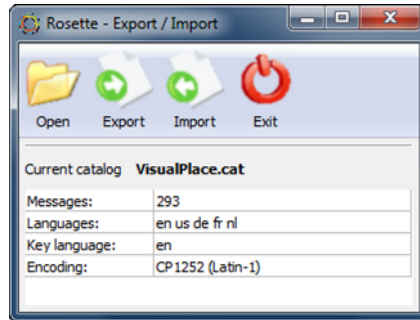 Rosette - Export / Import
Open Export Import Exit
Current catalog VisualPlace.cat
Messages: 293
Languages: en us de fr nl
Key language: en
Encoding: CP1252 (Latin-1)